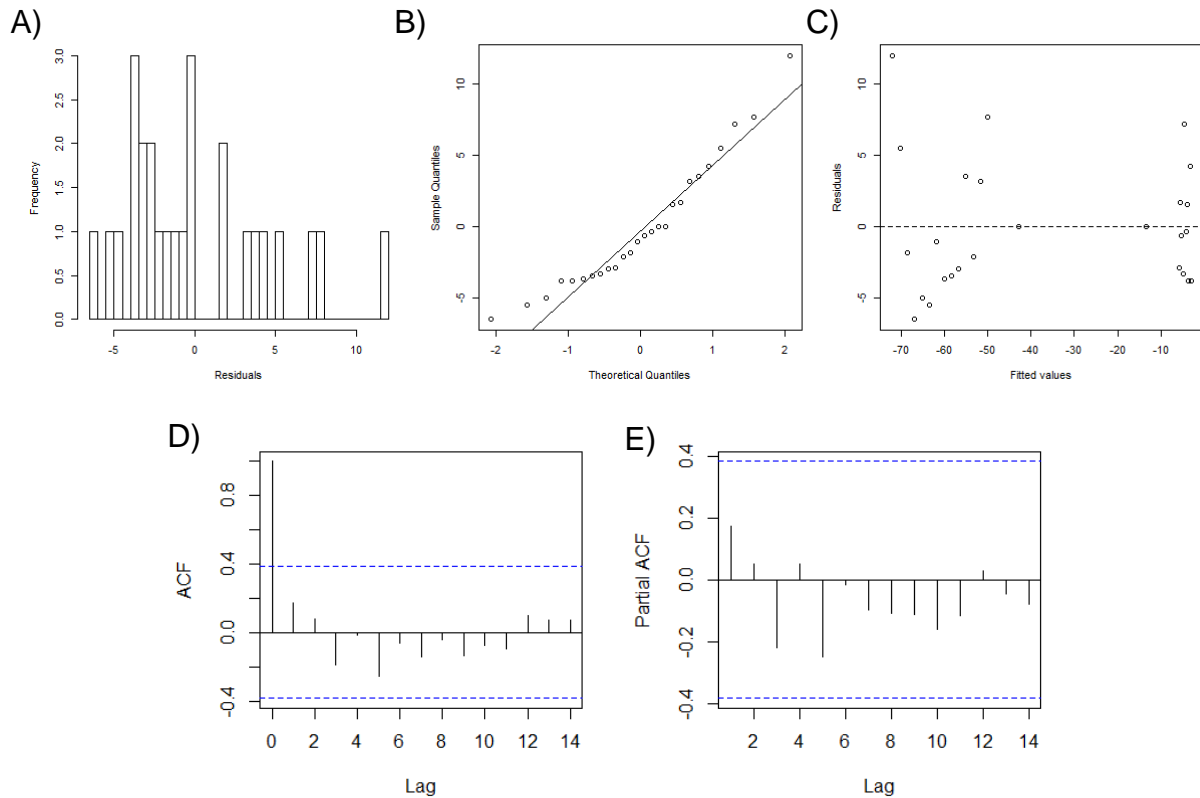 A)
B)
C)
3.0
2.5
2.0
1.5
1.0
0.5
0.0
Frequency
-5 0 5 10
Residuals
10
5
0
-5
Sample Quantiles
-2 -1 0 1 2
Theoretical Quantiles
10
5
0
-5
Residuals
-70 -60 -50 -40 -30 -20 -10
Fitted values
D)
E)
0.8
0.4
0.0
-0.4
ACF
0 2 4 6 8 10 12 14
Lag
0.4
0.2
0.0
-0.2
-0.4
Partial ACF
2 4 6 8 10 12 14
Lag